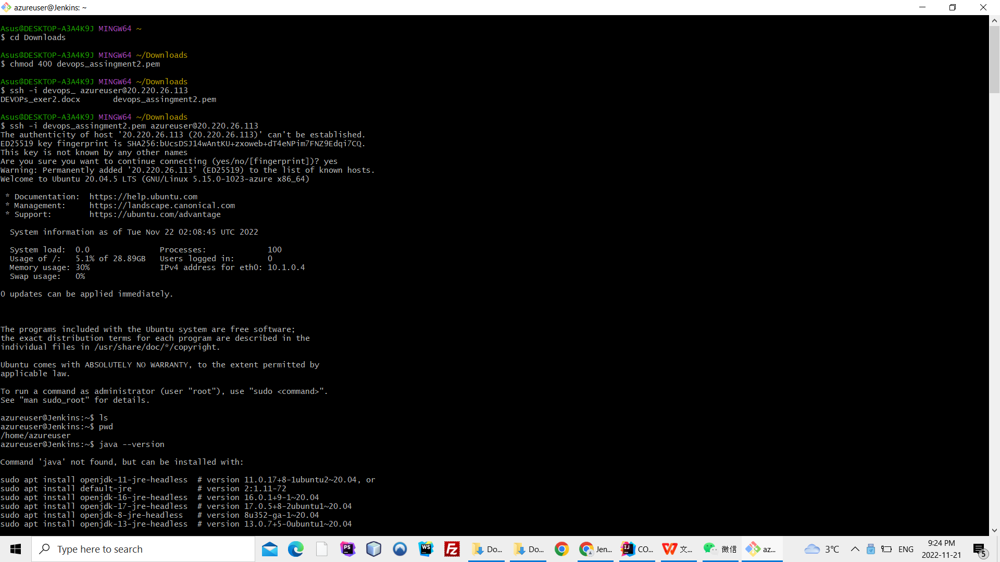 azureuser@Jenkins: ~
Asus@DESKTOP-A3A4K9J MINGW64 ~
$ cd Downloads
Asus@DESKTOP-A3A4K9J MINGW64 ~/Downloads
$ chmod 400 devops_assingment2.pem
Asus@DESKTOP-A3A4K9J MINGW64 ~/Downloads
$ ssh -i devops_ azureuser@20.220.26.113
DEVOPs_exer2.docx       devops_assingment2.pem
Asus@DESKTOP-A3A4K9J MINGW64 ~/Downloads
$ ssh -i devops_assingment2.pem azureuser@20.220.26.113
The authenticity of host '20.220.26.113 (20.220.26.113)' can't be established.
ED25519 key fingerprint is SHA256:bUcsDSJ14wAntKU+zxoweb+dT4eNPim7FNZ9Edqi7CQ.
This key is not known by any other names
Are you sure you want to continue connecting (yes/no/[fingerprint])? yes
Warning: Permanently added '20.220.26.113' (ED25519) to the list of known hosts.
Welcome to Ubuntu 20.04.5 LTS (GNU/Linux 5.15.0-1023-azure x86_64)
 * Documentation:  https://help.ubuntu.com
 * Management:     https://landscape.canonical.com
 * Support:        https://ubuntu.com/advantage
  System information as of Tue Nov 22 02:08:45 UTC 2022
  System load:  0.0               Processes:             100
  Usage of /:   5.1% of 28.89GB   Users logged in:       0
  Memory usage: 30%               IPv4 address for eth0: 10.1.0.4
  Swap usage:   0%
0 updates can be applied immediately.
The programs included with the Ubuntu system are free software;
the exact distribution terms for each program are described in the
individual files in /usr/share/doc/*/copyright.
Ubuntu comes with ABSOLUTELY NO WARRANTY, to the extent permitted by
applicable law.
To run a command as administrator (user "root"), use "sudo <command>".
See "man sudo_root" for details.
azureuser@Jenkins:~$ ls
azureuser@Jenkins:~$ pwd
/home/azureuser
azureuser@Jenkins:~$ java --version
Command 'java' not found, but can be installed with:
sudo apt install openjdk-11-jre-headless  # version 11.0.17+8-1ubuntu2~20.04, or
sudo apt install default-jre              # version 2:1.11-72
sudo apt install openjdk-16-jre-headless  # version 16.0.1+9-1~20.04
sudo apt install openjdk-17-jre-headless  # version 17.0.5+8-2ubuntu1~20.04
sudo apt install openjdk-8-jre-headless   # version 8u352-ga-1~20.04
sudo apt install openjdk-13-jre-headless  # version 13.0.7+5-0ubuntu1~20.04
Type here to search
PS
WS
Fz
Do...
Do...
Jen...
IJ
CO...
文...
微信
az...
3°C
ENG
9:24 PM
2022-11-21
5